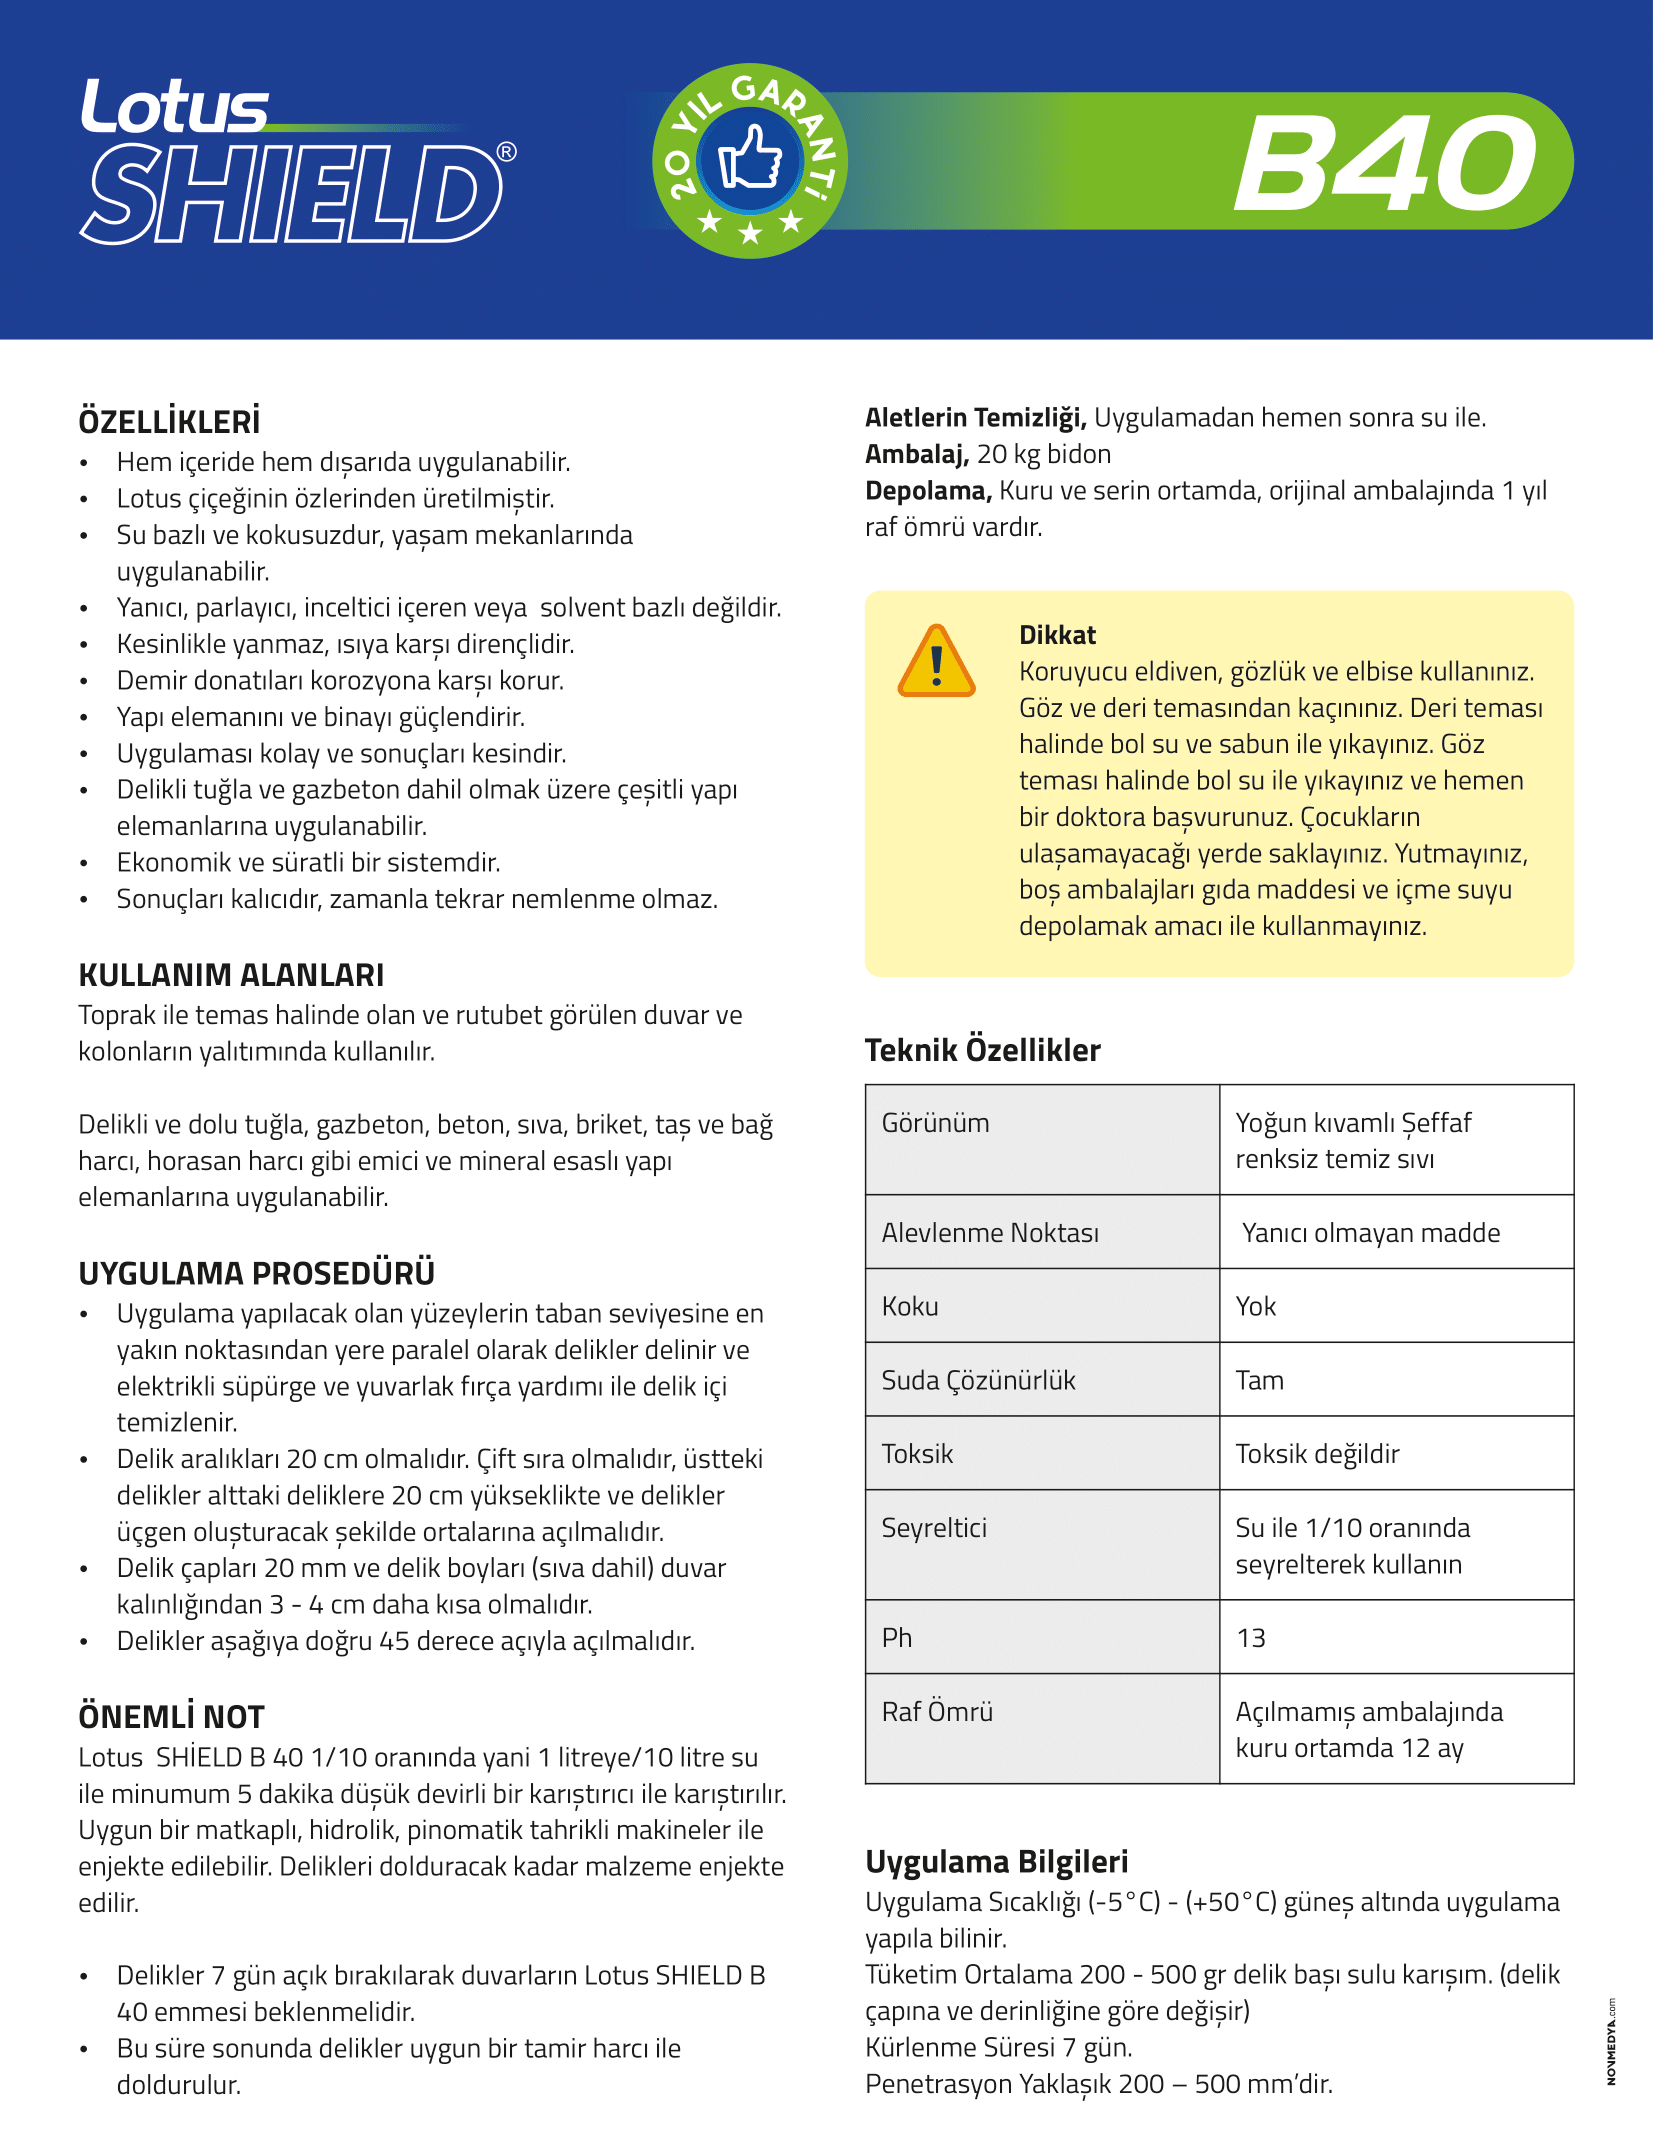 Lotus
SHIELD®
20 YIL GARANTİ
B40
ÖZELLİKLERİ
• Hem içeride hem dışarıda uygulanabilir.
• Lotus çiçeğinin özlerinden üretilmiştir.
• Su bazlı ve kokusuzdur, yaşam mekanlarında
uygulanabilir.
• Yanıcı, parlayıcı, inceltici içeren veya  solvent bazlı değildir.
• Kesinlikle yanmaz, ısıya karşı dirençlidir.
• Demir donatıları korozyona karşı korur.
• Yapı elemanını ve binayı güçlendirir.
• Uygulaması kolay ve sonuçları kesindir.
• Delikli tuğla ve gazbeton dahil olmak üzere çeşitli yapı
elemanlarına uygulanabilir.
• Ekonomik ve süratli bir sistemdir.
• Sonuçları kalıcıdır, zamanla tekrar nemlenme olmaz.
KULLANIM ALANLARI
Toprak ile temas halinde olan ve rutubet görülen duvar ve
kolonların yalıtımında kullanılır.
Delikli ve dolu tuğla, gazbeton, beton, sıva, briket, taş ve bağ
harcı, horasan harcı gibi emici ve mineral esaslı yapı
elemanlarına uygulanabilir.
UYGULAMA PROSEDÜRÜ
• Uygulama yapılacak olan yüzeylerin taban seviyesine en
yakın noktasından yere paralel olarak delikler delinir ve
elektrikli süpürge ve yuvarlak fırça yardımı ile delik içi
temizlenir.
• Delik aralıkları 20 cm olmalıdır. Çift sıra olmalıdır, üstteki
delikler alttaki deliklere 20 cm yükseklikte ve delikler
üçgen oluşturacak şekilde ortalarına açılmalıdır.
• Delik çapları 20 mm ve delik boyları (sıva dahil) duvar
kalınlığından 3 - 4 cm daha kısa olmalıdır.
• Delikler aşağıya doğru 45 derece açıyla açılmalıdır.
ÖNEMLİ NOT
Lotus  SHİELD B 40 1/10 oranında yani 1 litreye/10 litre su
ile minumum 5 dakika düşük devirli bir karıştırıcı ile karıştırılır.
Uygun bir matkaplı, hidrolik, pinomatik tahrikli makineler ile
enjekte edilebilir. Delikleri dolduracak kadar malzeme enjekte
edilir.
• Delikler 7 gün açık bırakılarak duvarların Lotus SHIELD B
40 emmesi beklenmelidir.
• Bu süre sonunda delikler uygun bir tamir harcı ile
doldurulur.
Aletlerin Temizliği, Uygulamadan hemen sonra su ile.
Ambalaj, 20 kg bidon
Depolama, Kuru ve serin ortamda, orijinal ambalajında 1 yıl
raf ömrü vardır.
Dikkat
Koruyucu eldiven, gözlük ve elbise kullanınız.
Göz ve deri temasından kaçınınız. Deri teması
halinde bol su ve sabun ile yıkayınız. Göz
teması halinde bol su ile yıkayınız ve hemen
bir doktora başvurunuz. Çocukların
ulaşamayacağı yerde saklayınız. Yutmayınız,
boş ambalajları gıda maddesi ve içme suyu
depolamak amacı ile kullanmayınız.
Teknik Özellikler
Görünüm
Yoğun kıvamlı Şeffaf
renksiz temiz sıvı
Alevlenme Noktası
Yanıcı olmayan madde
Koku
Yok
Suda Çözünürlük
Tam
Toksik
Toksik değildir
Seyreltici
Su ile 1/10 oranında
seyrelterek kullanın
Ph
13
Raf Ömrü
Açılmamış ambalajında
kuru ortamda 12 ay
Uygulama Bilgileri
Uygulama Sıcaklığı (-5°C) - (+50°C) güneş altında uygulama
yapıla bilinir.
Tüketim Ortalama 200 - 500 gr delik başı sulu karışım. (delik
çapına ve derinliğine göre değişir)
Kürlenme Süresi 7 gün.
Penetrasyon Yaklaşık 200 – 500 mm’dir.
NOVMEDYA.com